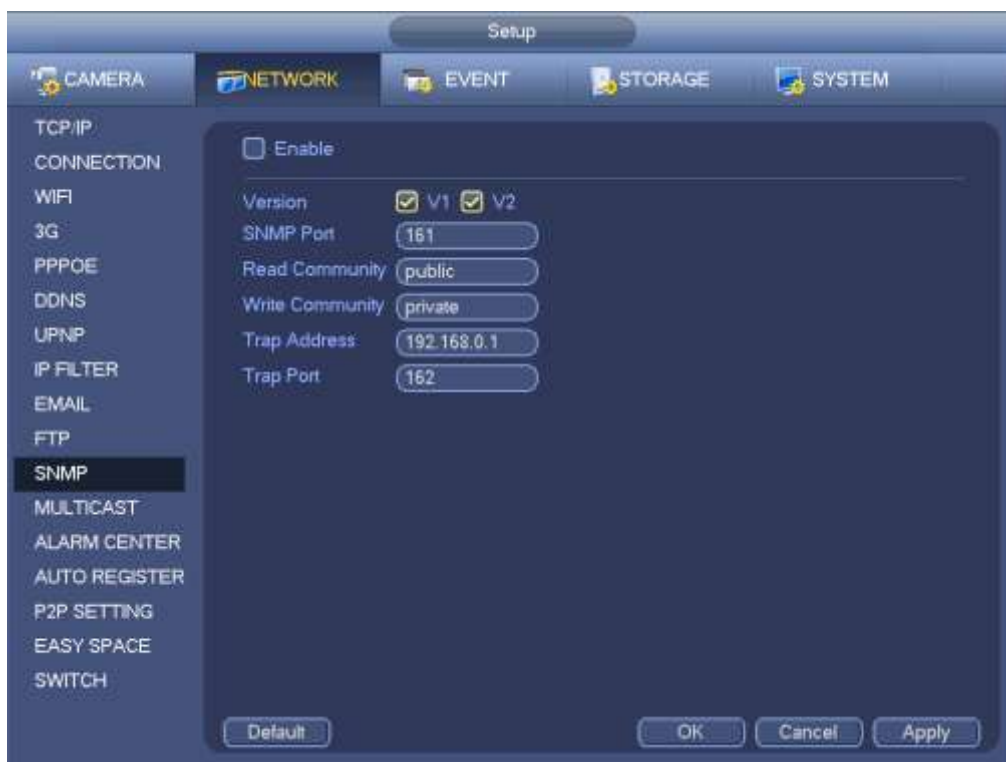 Setup
CAMERA NETWORK EVENT STORAGE SYSTEM
TCP/IP
CONNECTION
WIFI
3G
PPPOE
DDNS
UPNP
IP FILTER
EMAIL
FTP
SNMP
MULTICAST
ALARM CENTER
AUTO REGISTER
P2P SETTING
EASY SPACE
SWITCH
Enable
Version V1 V2
SNMP Port 161
Read Community public
Write Community private
Trap Address 192.168.0.1
Trap Port 162
Default OK Cancel Apply